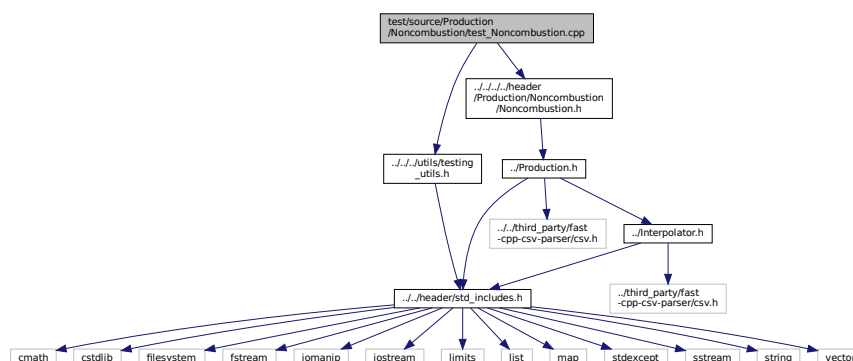 test/source/Production
/Noncombustion/test_Noncombustion.cpp
../../../../header
/Production/Noncombustion
/Noncombustion.h
../../../utils/testing
_utils.h
../Production.h
../../third_party/fast
-cpp-csv-parser/csv.h
../Interpolator.h
../third_party/fast
-cpp-csv-parser/csv.h
../../header/std_includes.h
cmath cstdlib filesystem fstream iomanip iostream limits list map stdexcept sstream string vector